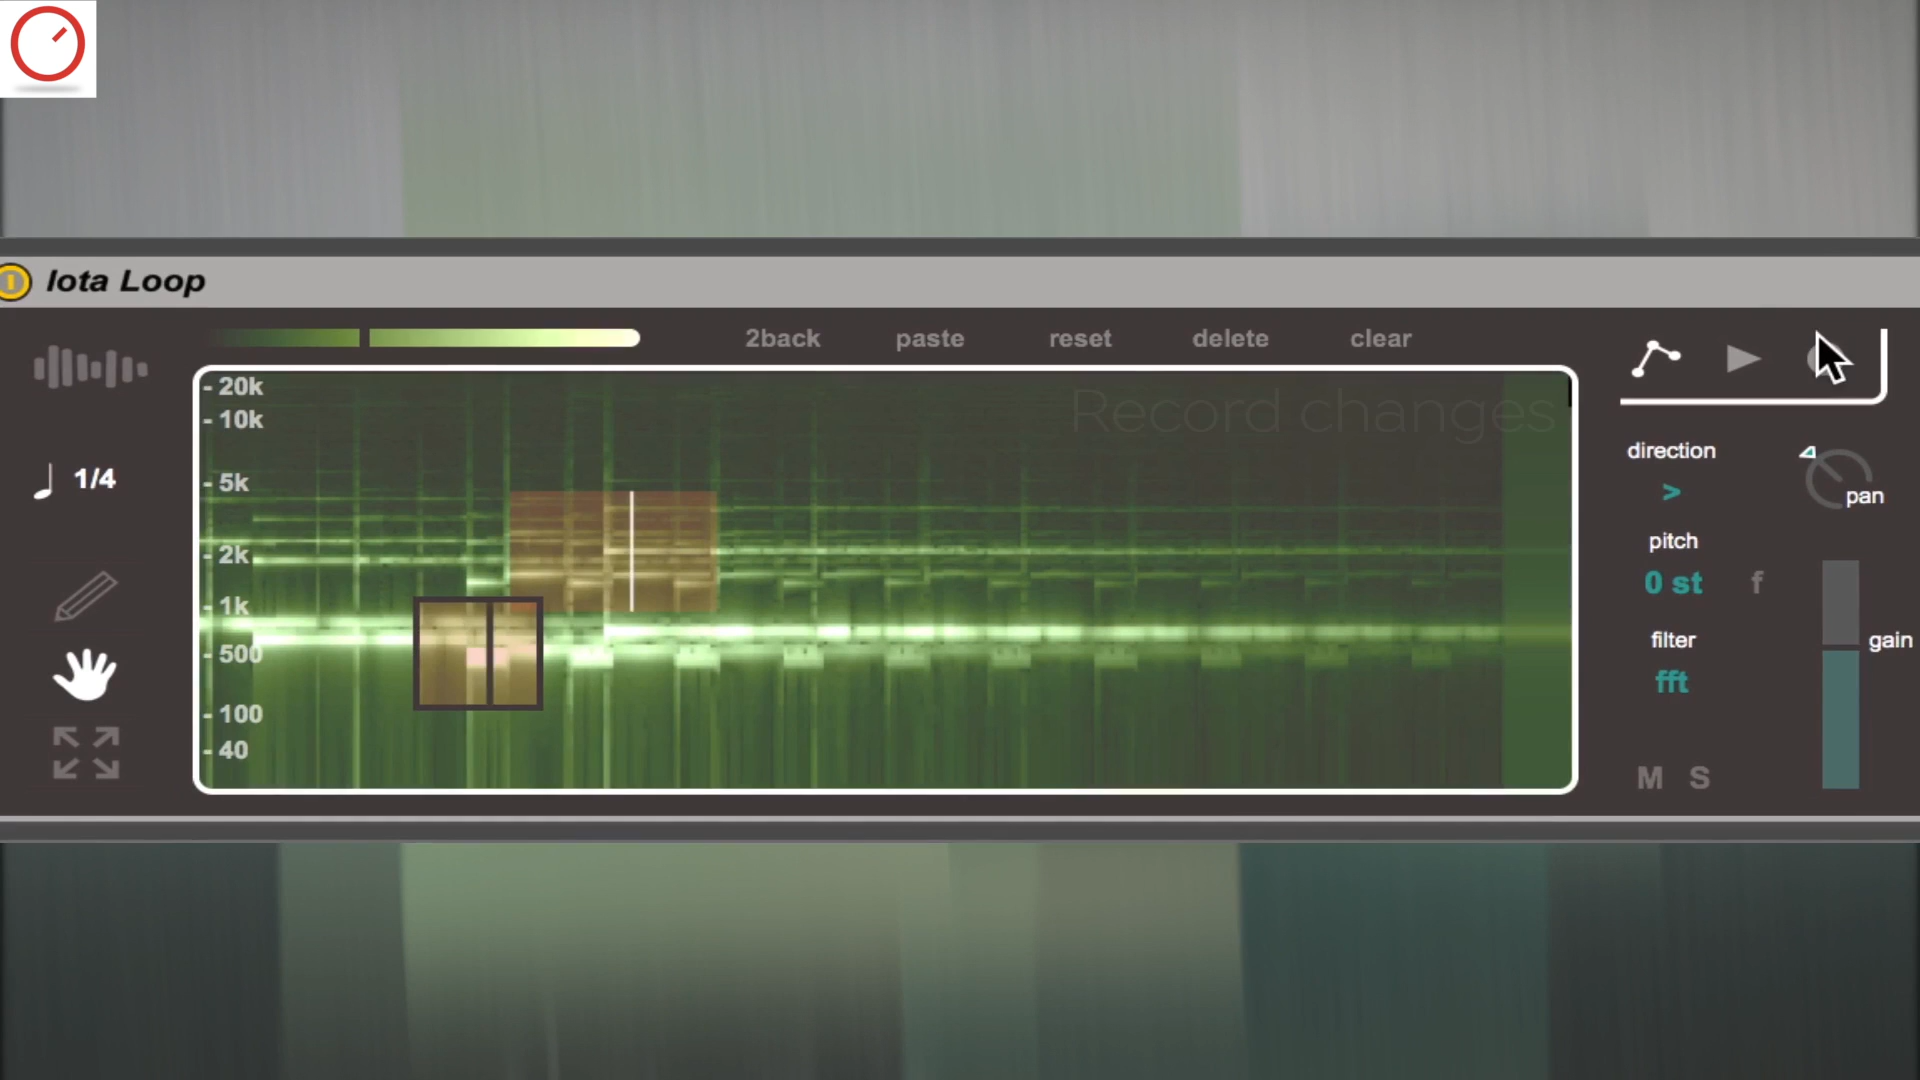 Iota Loop
2back paste reset delete clear
- 20k
- 10k
- 5k
- 2k
- 1k
- 500
- 100
- 40
Record changes
1/4
direction
>
pan
pitch
0 st f
filter
fft
gain
M S